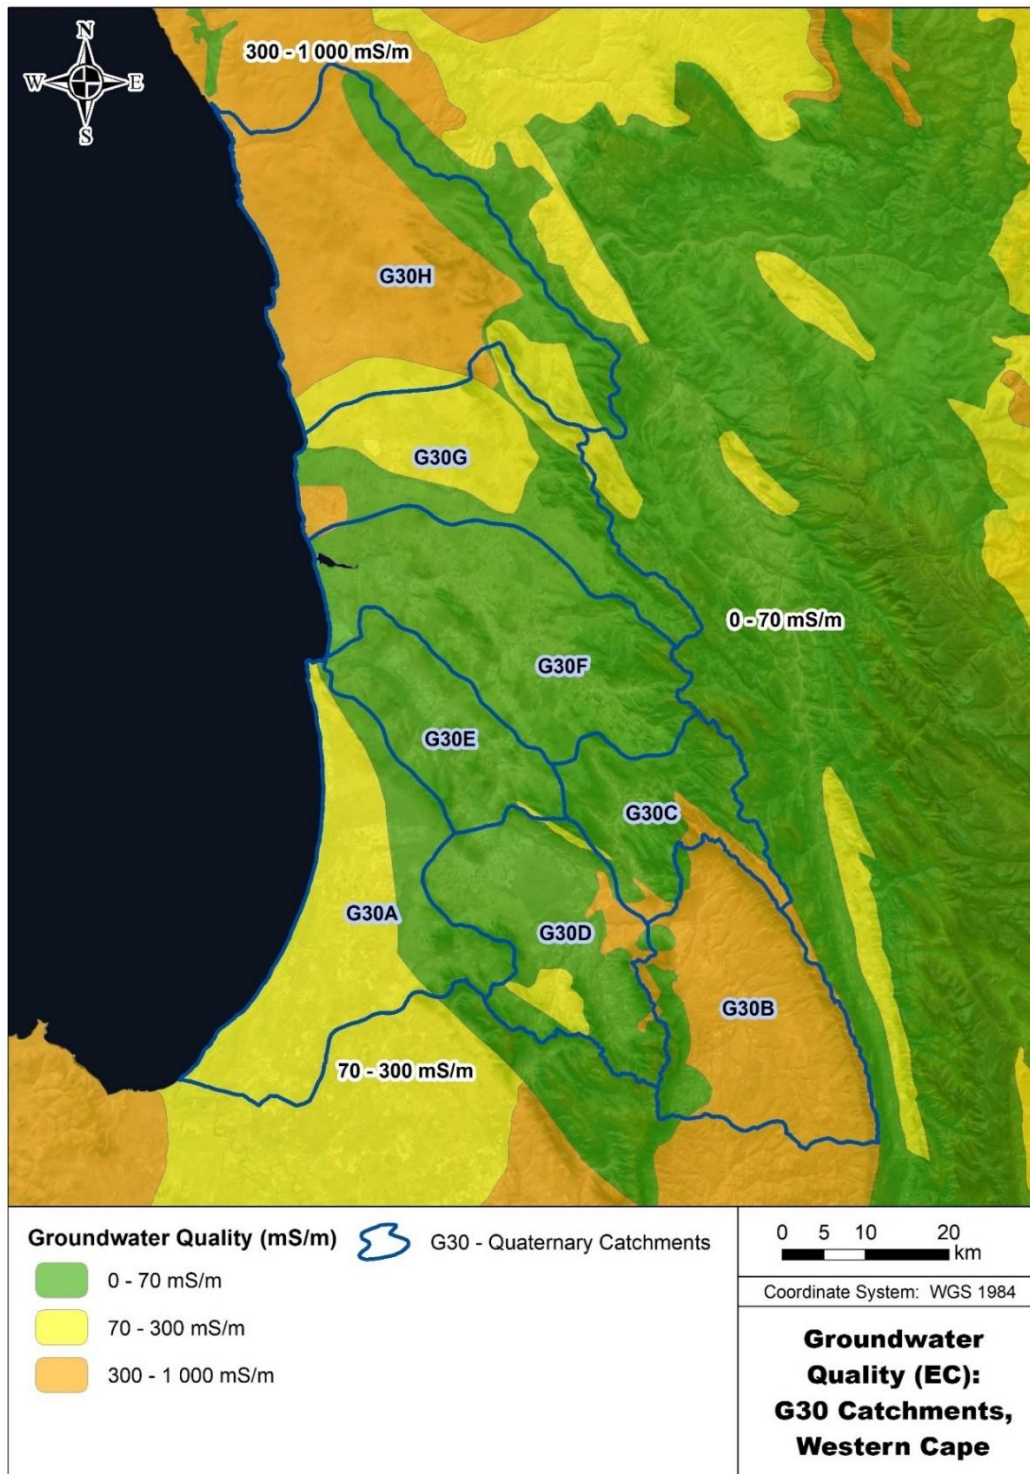 300 - 1 000 mS/m
N
W E
S
G30H
G30G
0 - 70 mS/m
G30F
G30E
G30C
G30A
G30D
G30B
70 - 300 mS/m
Groundwater Quality (mS/m)
G30 - Quaternary Catchments
0 - 70 mS/m
70 - 300 mS/m
300 - 1 000 mS/m
0 5 10 20
km
Coordinate System: WGS 1984
Groundwater
Quality (EC):
G30 Catchments,
Western Cape